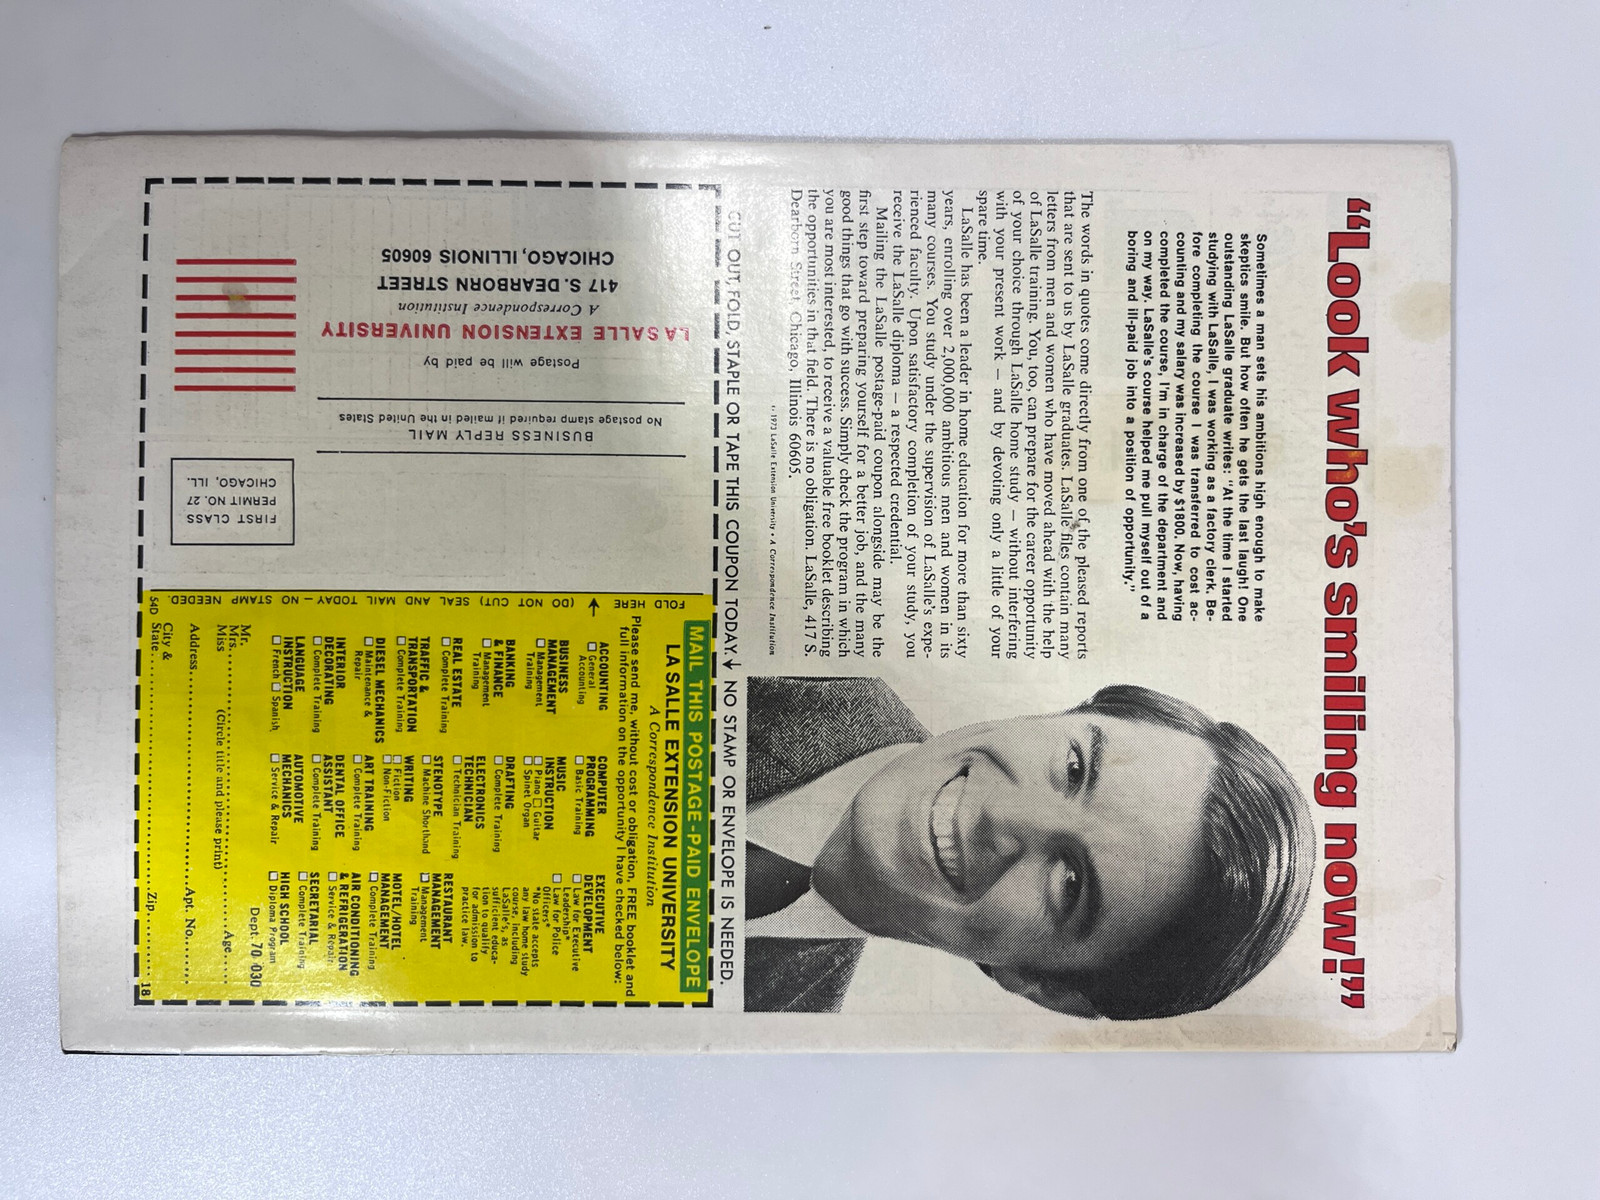 “Look who’s smiling now!”
Sometimes a man sets his ambitions high enough to make
skeptics smile. But how often he gets the last laugh! One
outstanding LaSalle graduate writes: “At the time I started
studying with LaSalle, I was working as a factory clerk. Be-
fore completing the course I was transferred to cost ac-
counting and my salary was increased by $1800. Now, having
completed the course, I’m in charge of the department and
on my way. LaSalle’s course helped me pull myself out of a
boring and ill-paid job into a position of opportunity.”
The words in quotes come directly from one of the pleased reports
that are sent to us by LaSalle graduates. LaSalle files contain many
letters from men and women who have moved ahead with the help
of LaSalle training. You, too, can prepare for the career opportunity
of your choice through LaSalle home study — without interfering
with your present work — and by devoting only a little of your
spare time.
LaSalle has been a leader in home education for more than sixty
years, enrolling over 2,000,000 ambitious men and women in its
many courses. You study under the supervision of LaSalle’s expe-
rienced faculty. Upon satisfactory completion of your study, you
receive the LaSalle diploma — a respected credential.
Mailing the LaSalle postage-paid coupon alongside may be the
first step toward preparing yourself for a better job, and the many
good things that go with success. Simply check the program in which
you are most interested, to receive a valuable free booklet describing
the opportunities in that field. There is no obligation. LaSalle, 417 S.
Dearborn Street, Chicago, Illinois 60605.
© 1973 LaSalle Extension University • A Correspondence Institution
CUT OUT, FOLD, STAPLE OR TAPE THIS COUPON TODAY. NO STAMP OR ENVELOPE IS NEEDED.
FIRST CLASS
PERMIT NO. 27
CHICAGO, ILL.
BUSINESS REPLY MAIL
No postage stamp required if mailed in the United States
Postage will be paid by
LA SALLE EXTENSION UNIVERSITY
A Correspondence Institution
417 S. DEARBORN STREET
CHICAGO, ILLINOIS 60605
FOLD HERE (DO NOT CUT) SEAL AND MAIL TODAY — NO STAMP NEEDED.
MAIL THIS POSTAGE-PAID ENVELOPE
LA SALLE EXTENSION UNIVERSITY
A Correspondence Institution
Please send me, without cost or obligation, FREE booklet and
full information on the opportunity I have checked below:
ACCOUNTING
General
Accounting
BUSINESS
MANAGEMENT
Management
Training
BANKING
& FINANCE
Management
Training
REAL ESTATE
Complete Training
TRAFFIC &
TRANSPORTATION
Complete Training
DIESEL MECHANICS
Maintenance &
Repair
INTERIOR
DECORATING
Complete Training
LANGUAGE
INSTRUCTION
French Spanish
COMPUTER
PROGRAMMING
Basic Training
MUSIC
INSTRUCTION
Piano Guitar
Spinet Organ
DRAFTING
Complete Training
ELECTRONICS
TECHNICIAN
Technician Training
STENOTYPE
Machine Shorthand
WRITING
Fiction
Non-Fiction
ART TRAINING
Complete Training
DENTAL OFFICE
ASSISTANT
Complete Training
AUTOMOTIVE
MECHANICS
Service & Repair
EXECUTIVE
DEVELOPMENT
Law for Executive
Leadership*
Law for Police
Officers*
*No state accepts
any law home study
course, including
LaSalle’s, as
sufficient educa-
tion to qualify
for admission to
practice law.
RESTAURANT
MANAGEMENT
Management
Training
MOTEL/HOTEL
MANAGEMENT
Complete Training
AIR CONDITIONING
& REFRIGERATION
Service & Repair
SECRETARIAL
Complete Training
HIGH SCHOOL
Diploma Program
Dept. 70-030
Mr.
Mrs. Age
Miss (Circle title and please print)
Address Apt. No.
City &
State Zip
54D 18